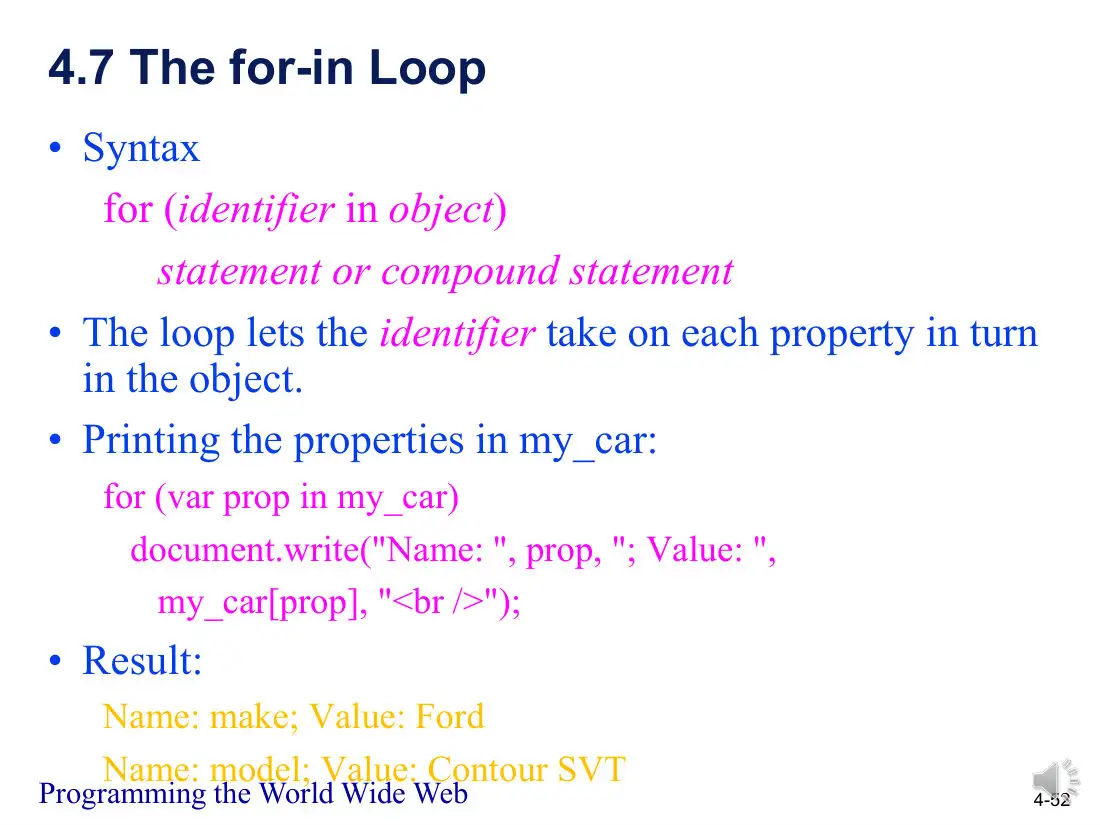 4.7 The for-in Loop
• Syntax
for (identifier in object)
statement or compound statement
• The loop lets the identifier take on each property in turn
in the object.
• Printing the properties in my_car:
for (var prop in my_car)
document.write("Name: ", prop, "; Value: ",
my_car[prop], "<br />");
• Result:
Name: make; Value: Ford
Name: model; Value: Contour SVT
Programming the World Wide Web
4-52